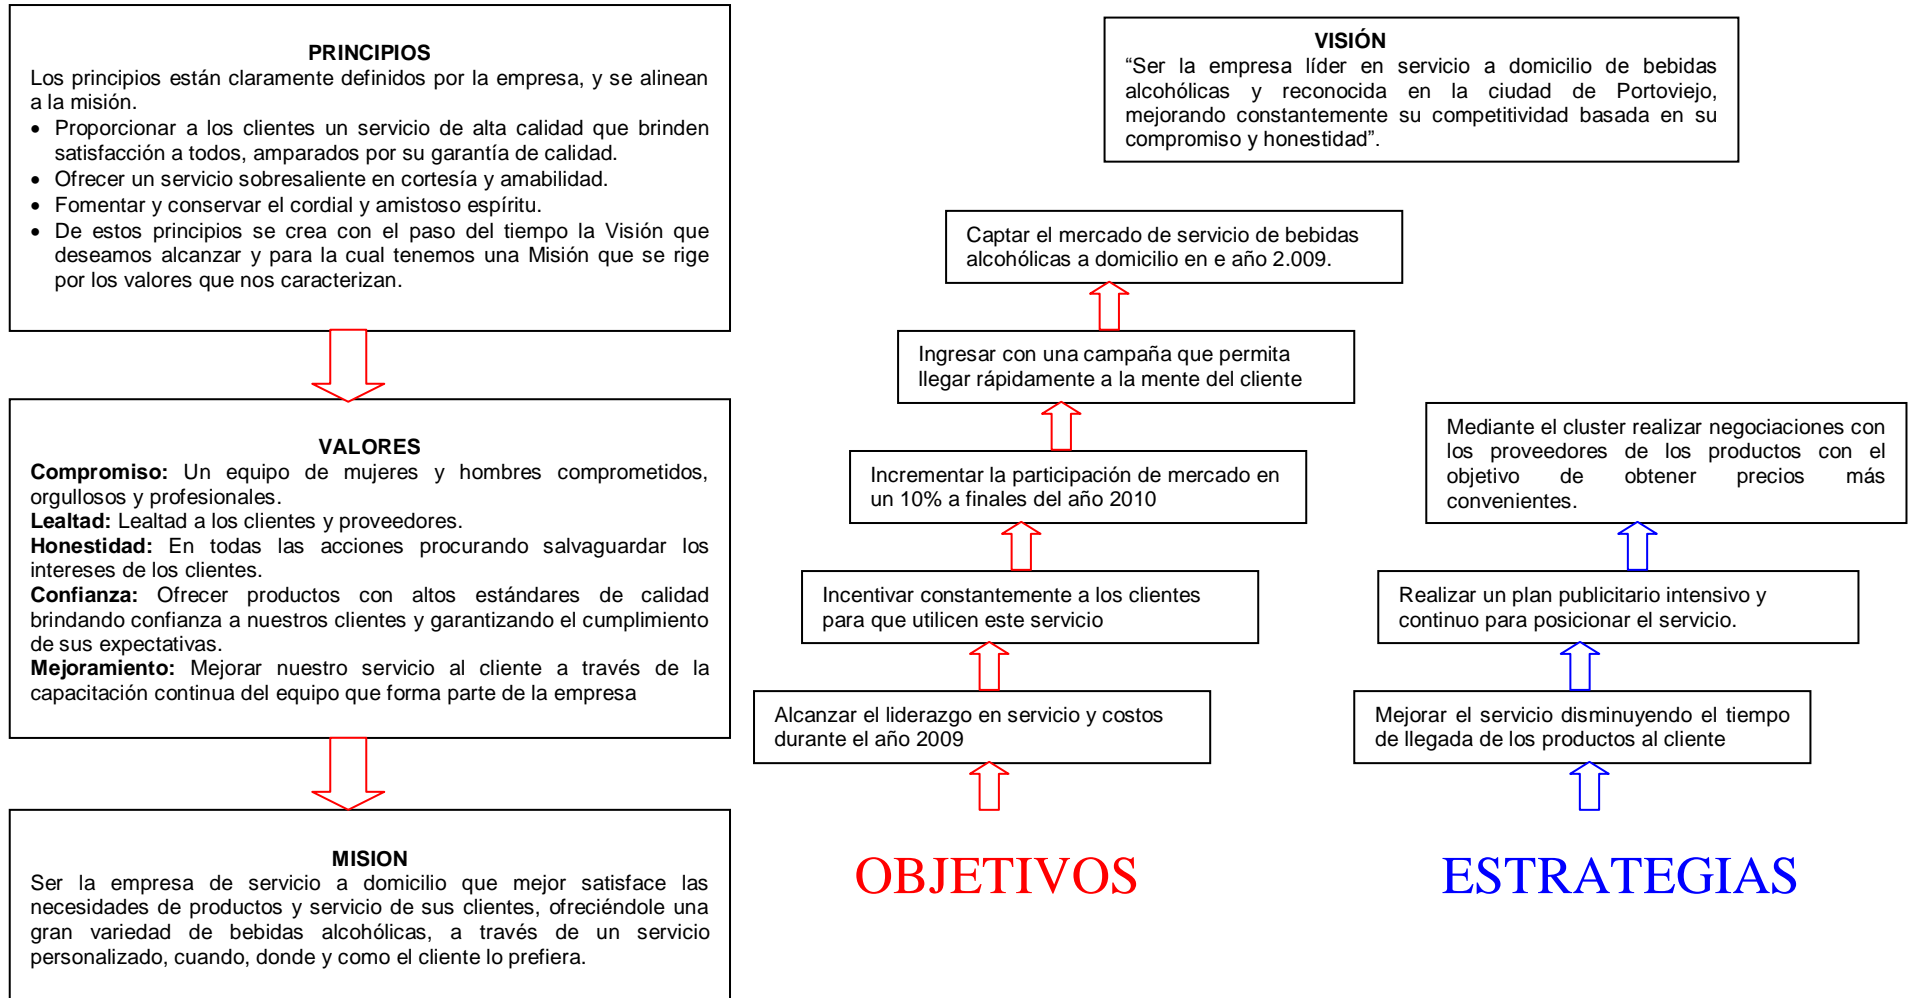 PRINCIPIOS
Los principios están claramente definidos por la empresa, y se alinean
a la misión.
• Proporcionar a los clientes un servicio de alta calidad que brinden
satisfacción a todos, amparados por su garantía de calidad.
• Ofrecer un servicio sobresaliente en cortesía y amabilidad.
• Fomentar y conservar el cordial y amistoso espíritu.
• De estos principios se crea con el paso del tiempo la Visión que
deseamos alcanzar y para la cual tenemos una Misión que se rige
por los valores que nos caracterizan.
VALORES
Compromiso: Un equipo de mujeres y hombres comprometidos,
orgullosos y profesionales.
Lealtad: Lealtad a los clientes y proveedores.
Honestidad: En todas las acciones procurando salvaguardar los
intereses de los clientes.
Confianza: Ofrecer productos con altos estándares de calidad
brindando confianza a nuestros clientes y garantizando el cumplimiento
de sus expectativas.
Mejoramiento: Mejorar nuestro servicio al cliente a través de la
capacitación continua del equipo que forma parte de la empresa
MISION
Ser la empresa de servicio a domicilio que mejor satisface las
necesidades de productos y servicio de sus clientes, ofreciéndole una
gran variedad de bebidas alcohólicas, a través de un servicio
personalizado, cuando, donde y como el cliente lo prefiera.
VISIÓN
“Ser la empresa líder en servicio a domicilio de bebidas
alcohólicas y reconocida en la ciudad de Portoviejo,
mejorando constantemente su competitividad basada en su
compromiso y honestidad”.
Captar el mercado de servicio de bebidas
alcohólicas a domicilio en e año 2.009.
Ingresar con una campaña que permita
llegar rápidamente a la mente del cliente
Incrementar la participación de mercado en
un 10% a finales del año 2010
Incentivar constantemente a los clientes
para que utilicen este servicio
Alcanzar el liderazgo en servicio y costos
durante el año 2009
OBJETIVOS
Mediante el cluster realizar negociaciones con
los proveedores de los productos con el
objetivo de obtener precios más
convenientes.
Realizar un plan publicitario intensivo y
continuo para posicionar el servicio.
Mejorar el servicio disminuyendo el tiempo
de llegada de los productos al cliente
ESTRATEGIAS